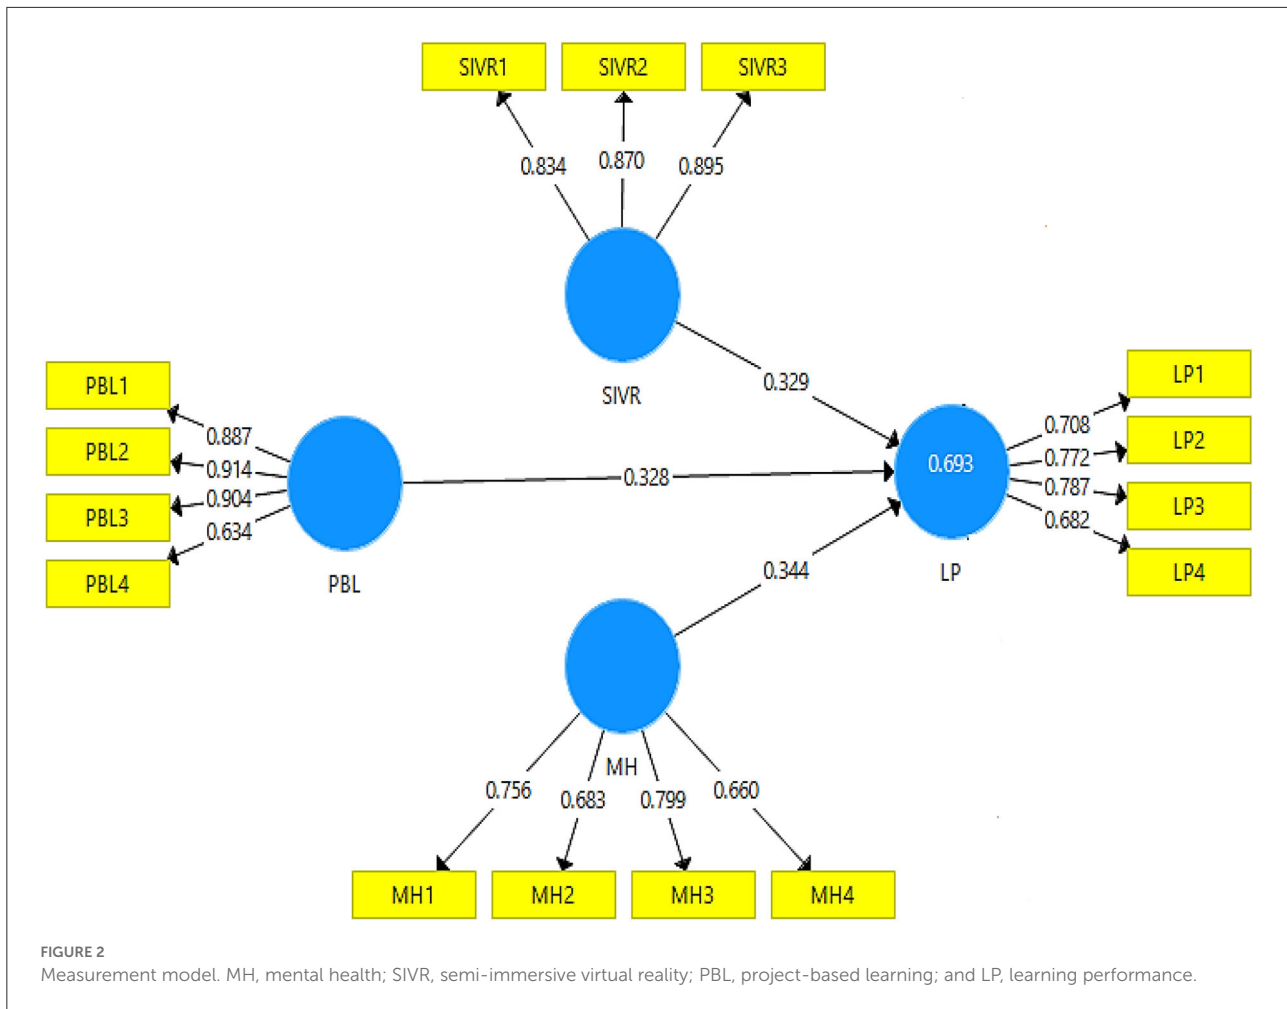 SIVR1 SIVR2 SIVR3
0.834 0.870 0.895
SIVR
PBL1
PBL2
PBL3
PBL4
0.887
0.914
0.904
0.634
PBL
0.329
0.328
0.344
0.693
LP
0.708
0.772
0.787
0.682
LP1
LP2
LP3
LP4
MH
0.756 0.683 0.799 0.660
MH1 MH2 MH3 MH4
FIGURE 2
Measurement model. MH, mental health; SIVR, semi-immersive virtual reality; PBL, project-based learning; and LP, learning performance.